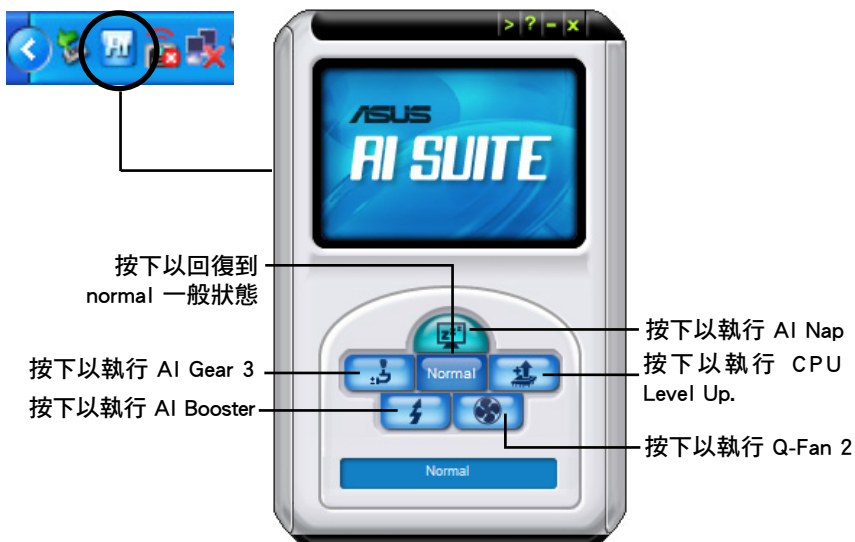 > ? - x
Ai
ASUS
AI SUITE
按下以回復到
normal 一般狀態
zzz
按下以執行 AI Nap
按下以執行 AI Gear 3
Normal
按下以執行 CPU
Level Up.
按下以執行 AI Booster
按下以執行 Q-Fan 2
Normal